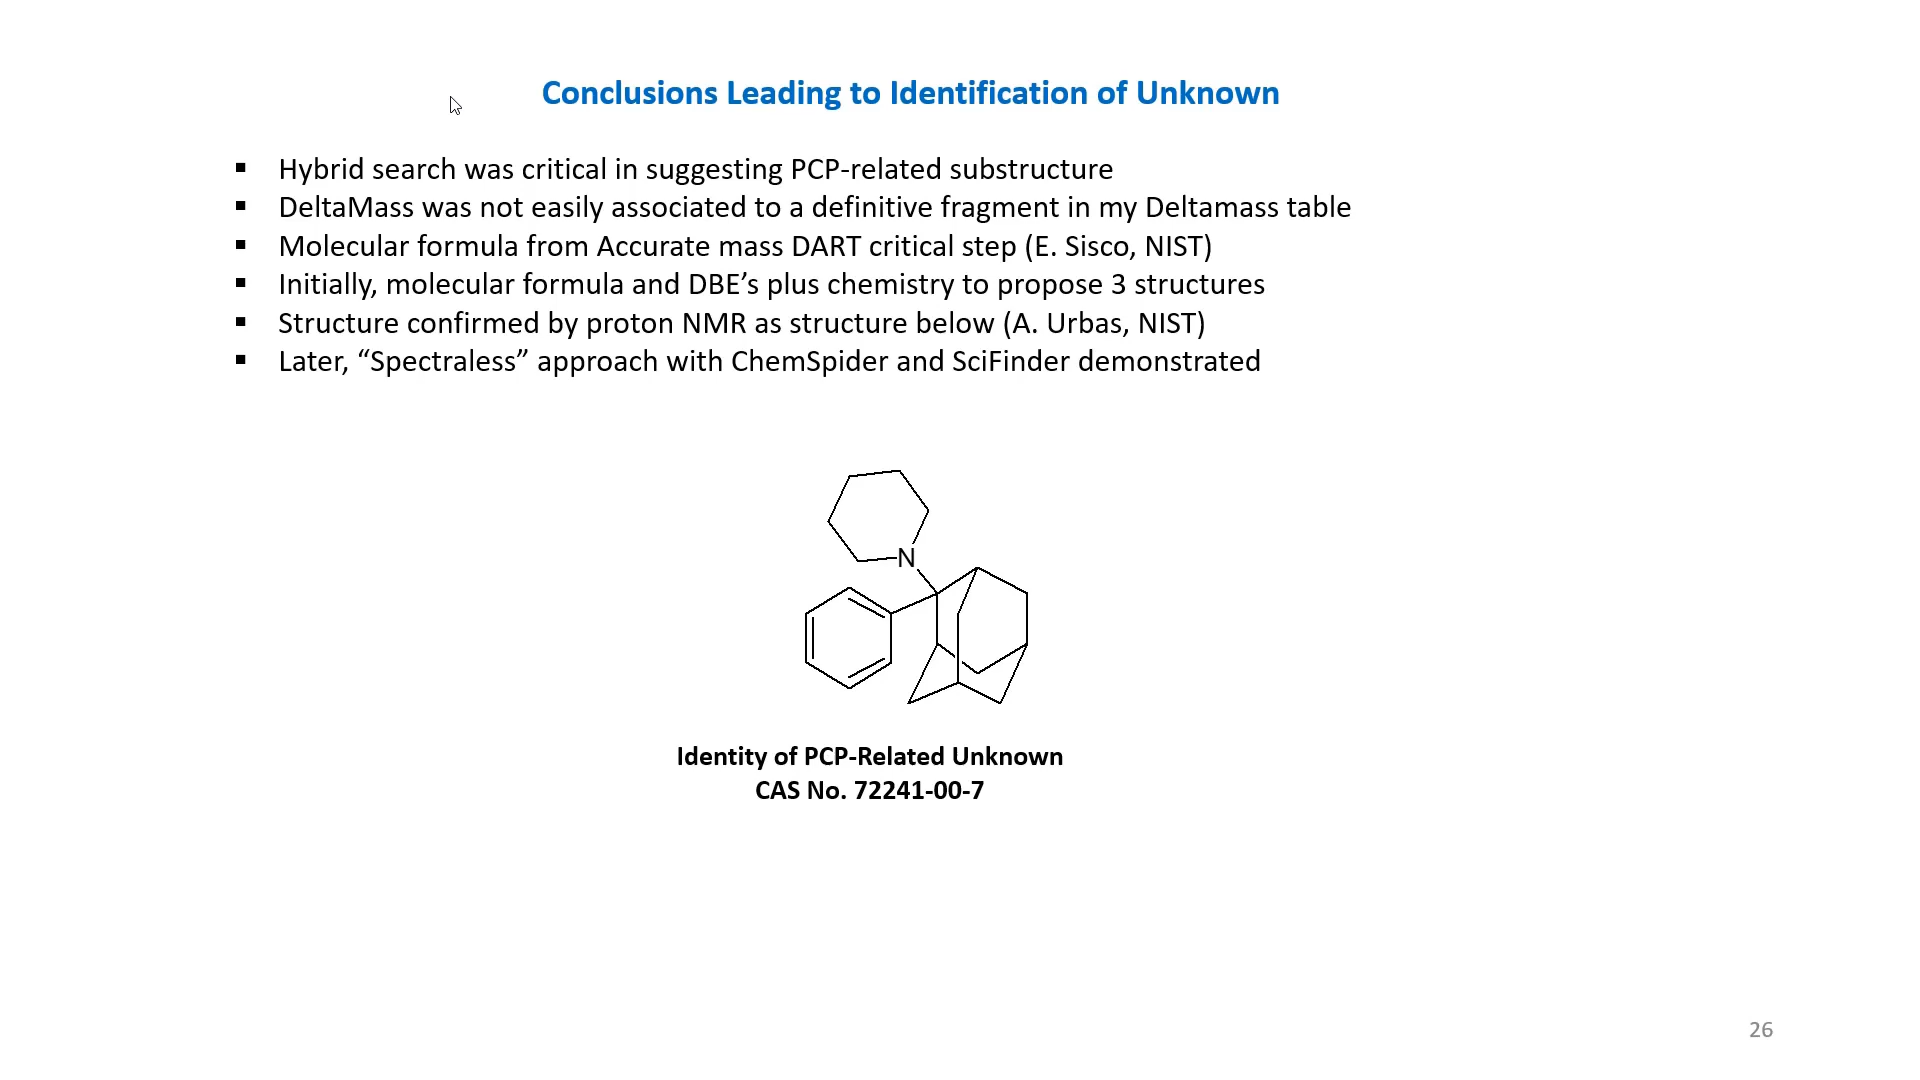 Conclusions Leading to Identification of Unknown
▪ Hybrid search was critical in suggesting PCP-related substructure
▪ DeltaMass was not easily associated to a definitive fragment in my Deltamass table
▪ Molecular formula from Accurate mass DART critical step (E. Sisco, NIST)
▪ Initially, molecular formula and DBE’s plus chemistry to propose 3 structures
▪ Structure confirmed by proton NMR as structure below (A. Urbas, NIST)
▪ Later, “Spectraless” approach with ChemSpider and SciFinder demonstrated
N
Identity of PCP-Related Unknown
CAS No. 72241-00-7
26